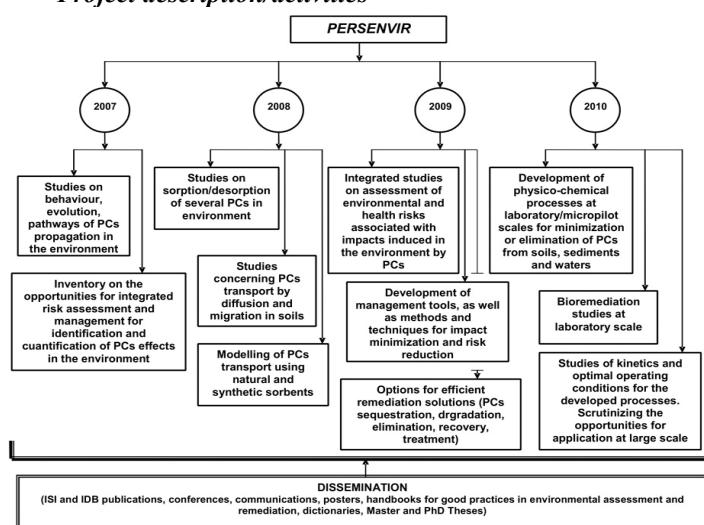 Project description/activities
PERSENVIR
2007
2008
2009
2010
Studies on
behaviour,
evolution,
pathways of PCs
propagation in
the environment
Inventory on the
opportunities for integrated
risk assessment and
management for
identification and
cuantification of PCs effects
in the environment
Studies on
sorption/desorption
of several PCs in
environment
Studies
concerning PCs
transport by
diffusion and
migration in soils
Modelling of PCs
transport using
natural and
synthetic sorbents
Integrated studies
on assessment of
environmental and
health risks
associated with
impacts induced in
the environment by
PCs
Development of
management tools, as well
as methods and
techniques for impact
minimization and risk
reduction
Options for efficient
remediation solutions (PCs
sequestration, drgradation,
elimination, recovery,
treatment)
Development of
physico-chemical
processes at
laboratory/micropilot
scales for minimization
or elimination of PCs
from soils, sediments
and waters
Bioremediation
studies at
laboratory scale
Studies of kinetics and
optimal operating
conditions for the
developed processes.
Scrutinizing the
opportunities for
application at large scale
DISSEMINATION
(ISI and IDB publications, conferences, communications, posters, handbooks for good practices in environmental assessment and
remediation, dictionaries, Master and PhD Theses)